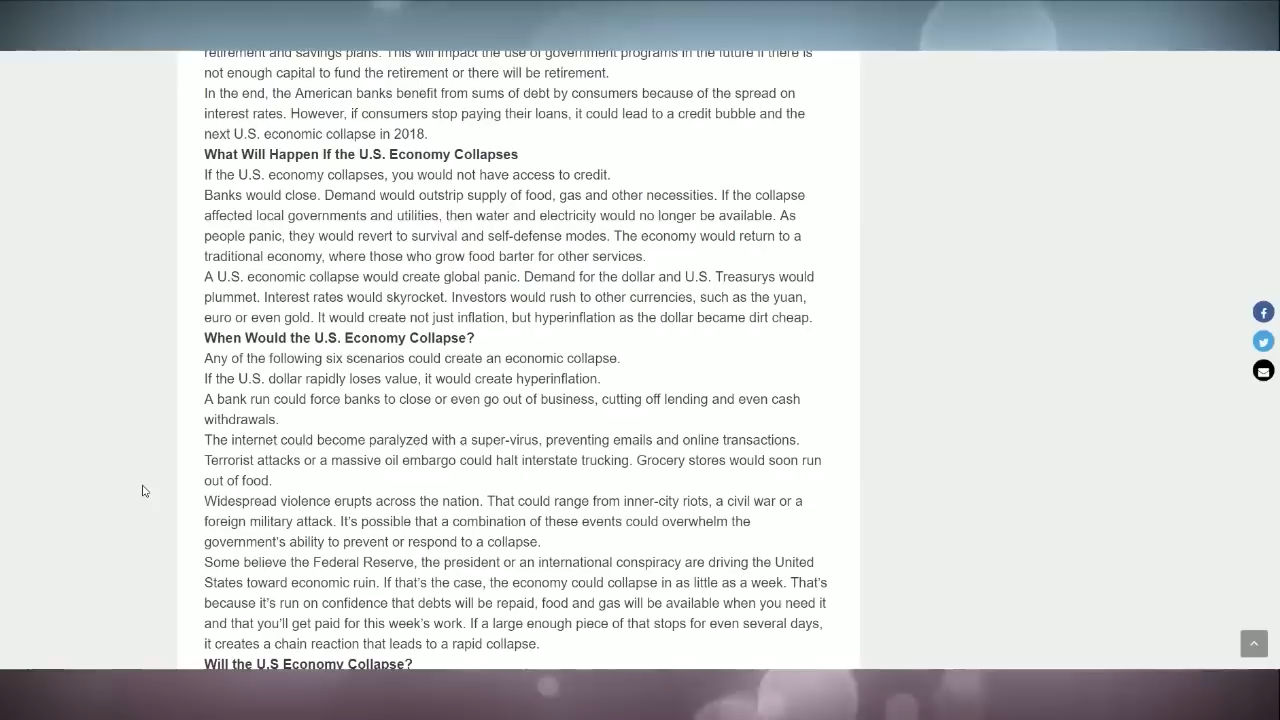 retirement and savings plans. This will impact the use of government programs in the future if there is
not enough capital to fund the retirement or there will be retirement.
In the end, the American banks benefit from sums of debt by consumers because of the spread on
interest rates. However, if consumers stop paying their loans, it could lead to a credit bubble and the
next U.S. economic collapse in 2018.
What Will Happen If the U.S. Economy Collapses
If the U.S. economy collapses, you would not have access to credit.
Banks would close. Demand would outstrip supply of food, gas and other necessities. If the collapse
affected local governments and utilities, then water and electricity would no longer be available. As
people panic, they would revert to survival and self-defense modes. The economy would return to a
traditional economy, where those who grow food barter for other services.
A U.S. economic collapse would create global panic. Demand for the dollar and U.S. Treasurys would
plummet. Interest rates would skyrocket. Investors would rush to other currencies, such as the yuan,
euro or even gold. It would create not just inflation, but hyperinflation as the dollar became dirt cheap.
When Would the U.S. Economy Collapse?
Any of the following six scenarios could create an economic collapse.
If the U.S. dollar rapidly loses value, it would create hyperinflation.
A bank run could force banks to close or even go out of business, cutting off lending and even cash
withdrawals.
The internet could become paralyzed with a super-virus, preventing emails and online transactions.
Terrorist attacks or a massive oil embargo could halt interstate trucking. Grocery stores would soon run
out of food.
Widespread violence erupts across the nation. That could range from inner-city riots, a civil war or a
foreign military attack. It’s possible that a combination of these events could overwhelm the
government’s ability to prevent or respond to a collapse.
Some believe the Federal Reserve, the president or an international conspiracy are driving the United
States toward economic ruin. If that’s the case, the economy could collapse in as little as a week. That’s
because it’s run on confidence that debts will be repaid, food and gas will be available when you need it
and that you’ll get paid for this week’s work. If a large enough piece of that stops for even several days,
it creates a chain reaction that leads to a rapid collapse.
Will the U.S Economy Collapse?